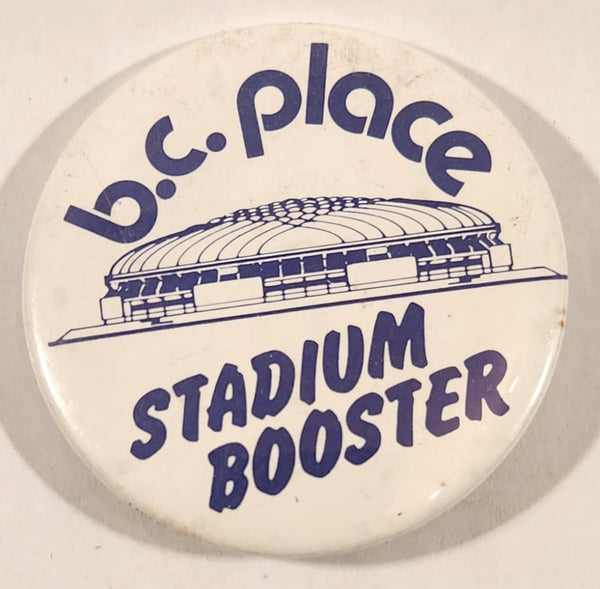 b.c. place
STADIUM
BOOSTER